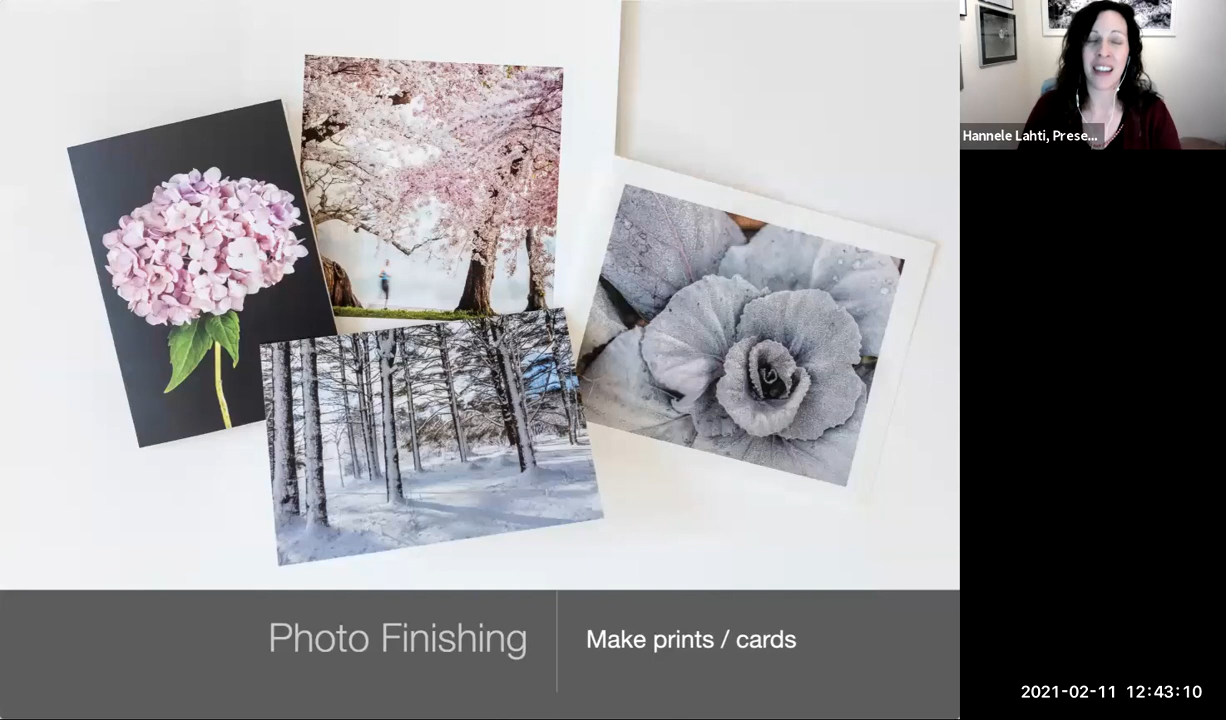 Hannele Lahti, Prese...
Photo Finishing
Make prints / cards
2021-02-11 12:43:10